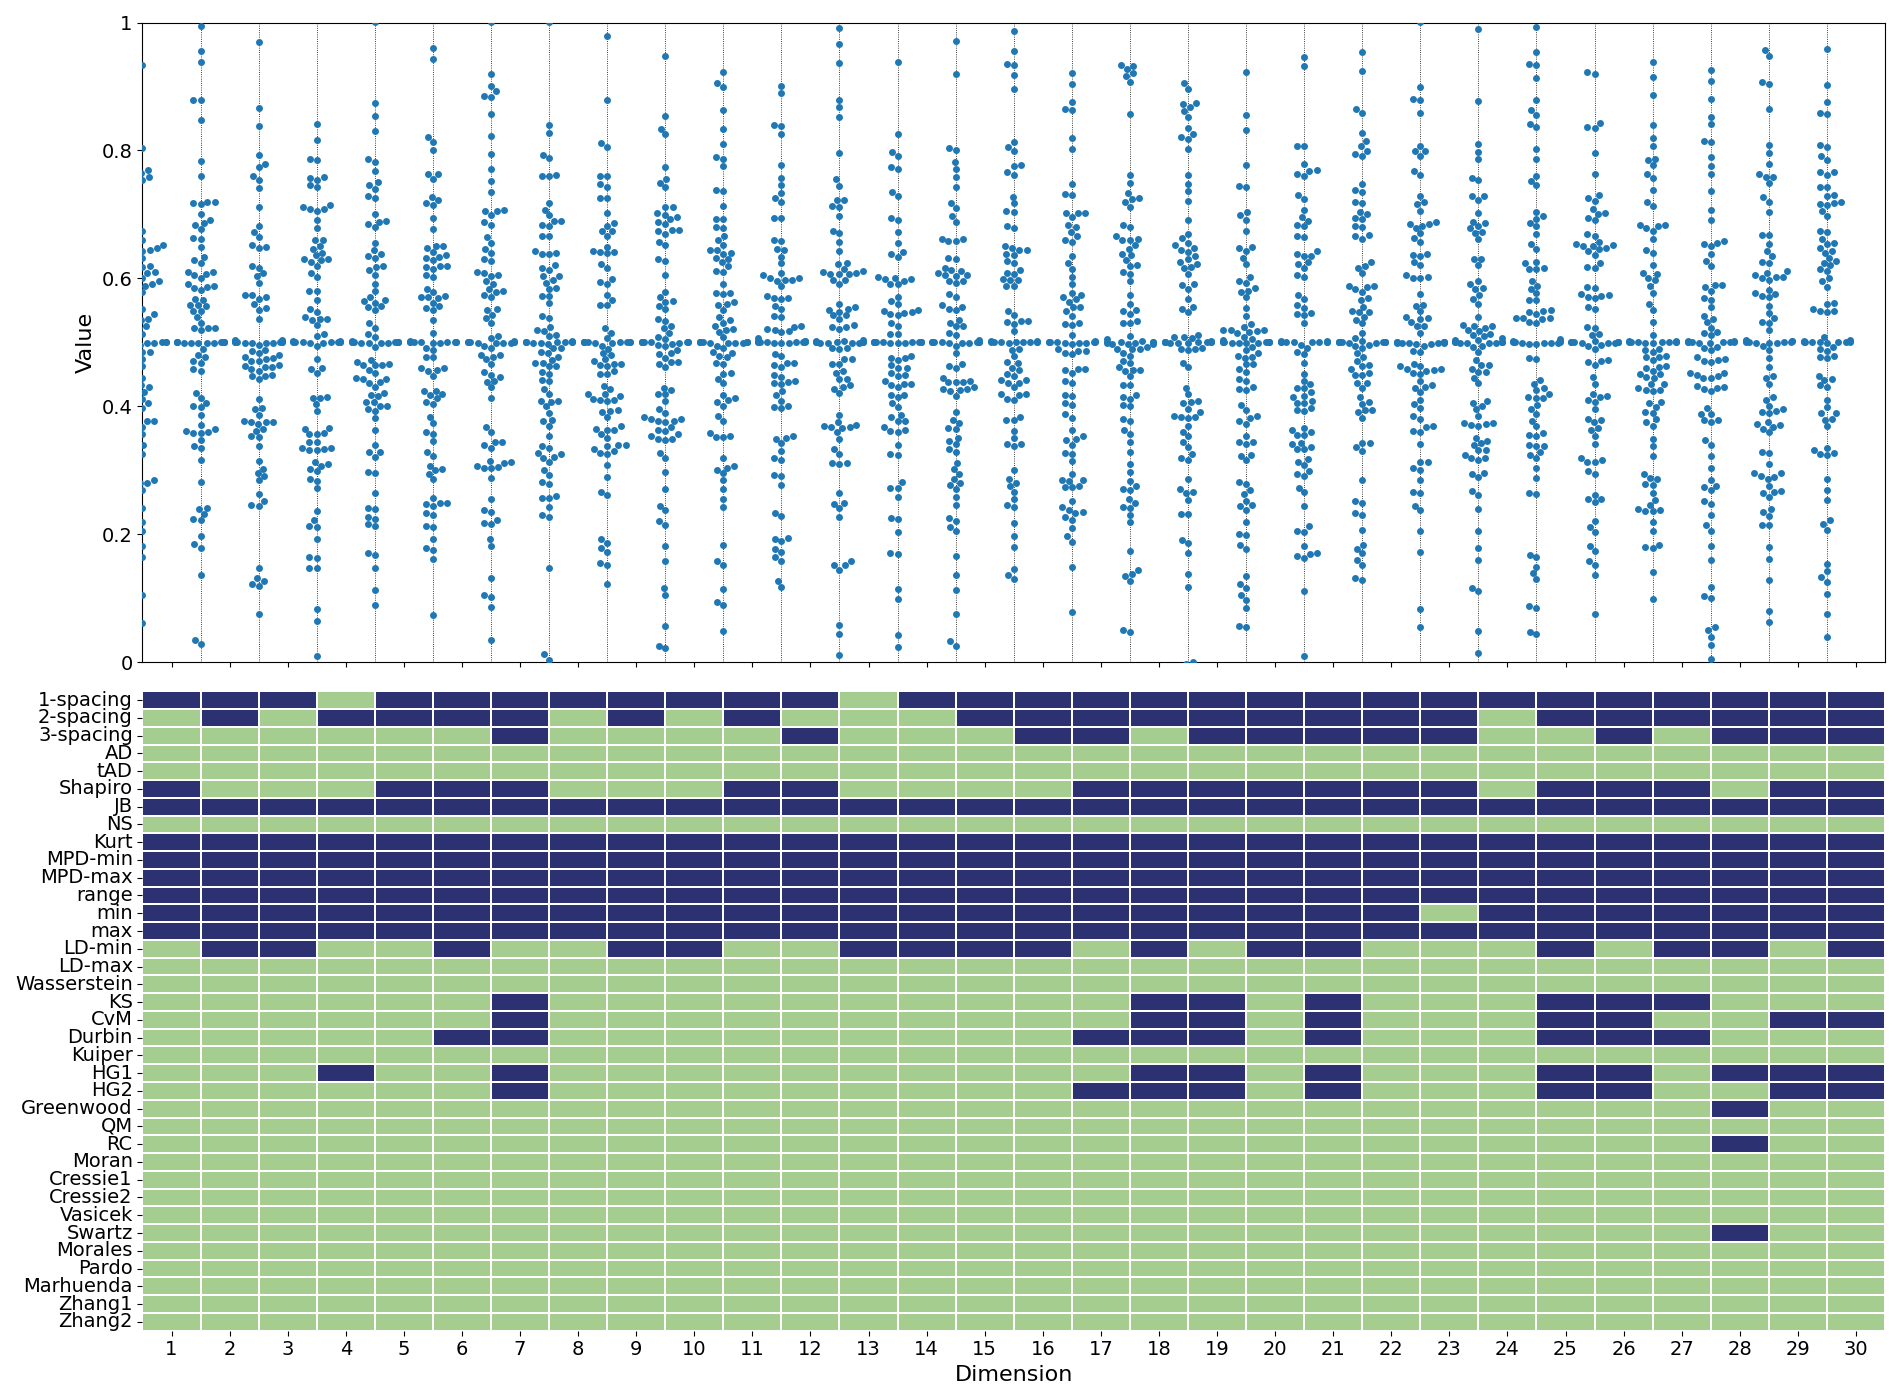 1
0.8
0.6
0.4
0.2
0
Value
1-spacing
2-spacing
3-spacing
AD
tAD
Shapiro
JB
NS
Kurt
MPD-min
MPD-max
range
min
max
LD-min
LD-max
Wasserstein
KS
CvM
Durbin
Kuiper
HG1
HG2
Greenwood
QM
RC
Moran
Cressie1
Cressie2
Vasicek
Swartz
Morales
Pardo
Marhuenda
Zhang1
Zhang2
1 2 3 4 5 6 7 8 9 10 11 12 13 14 15 16 17 18 19 20 21 22 23 24 25 26 27 28 29 30
Dimension